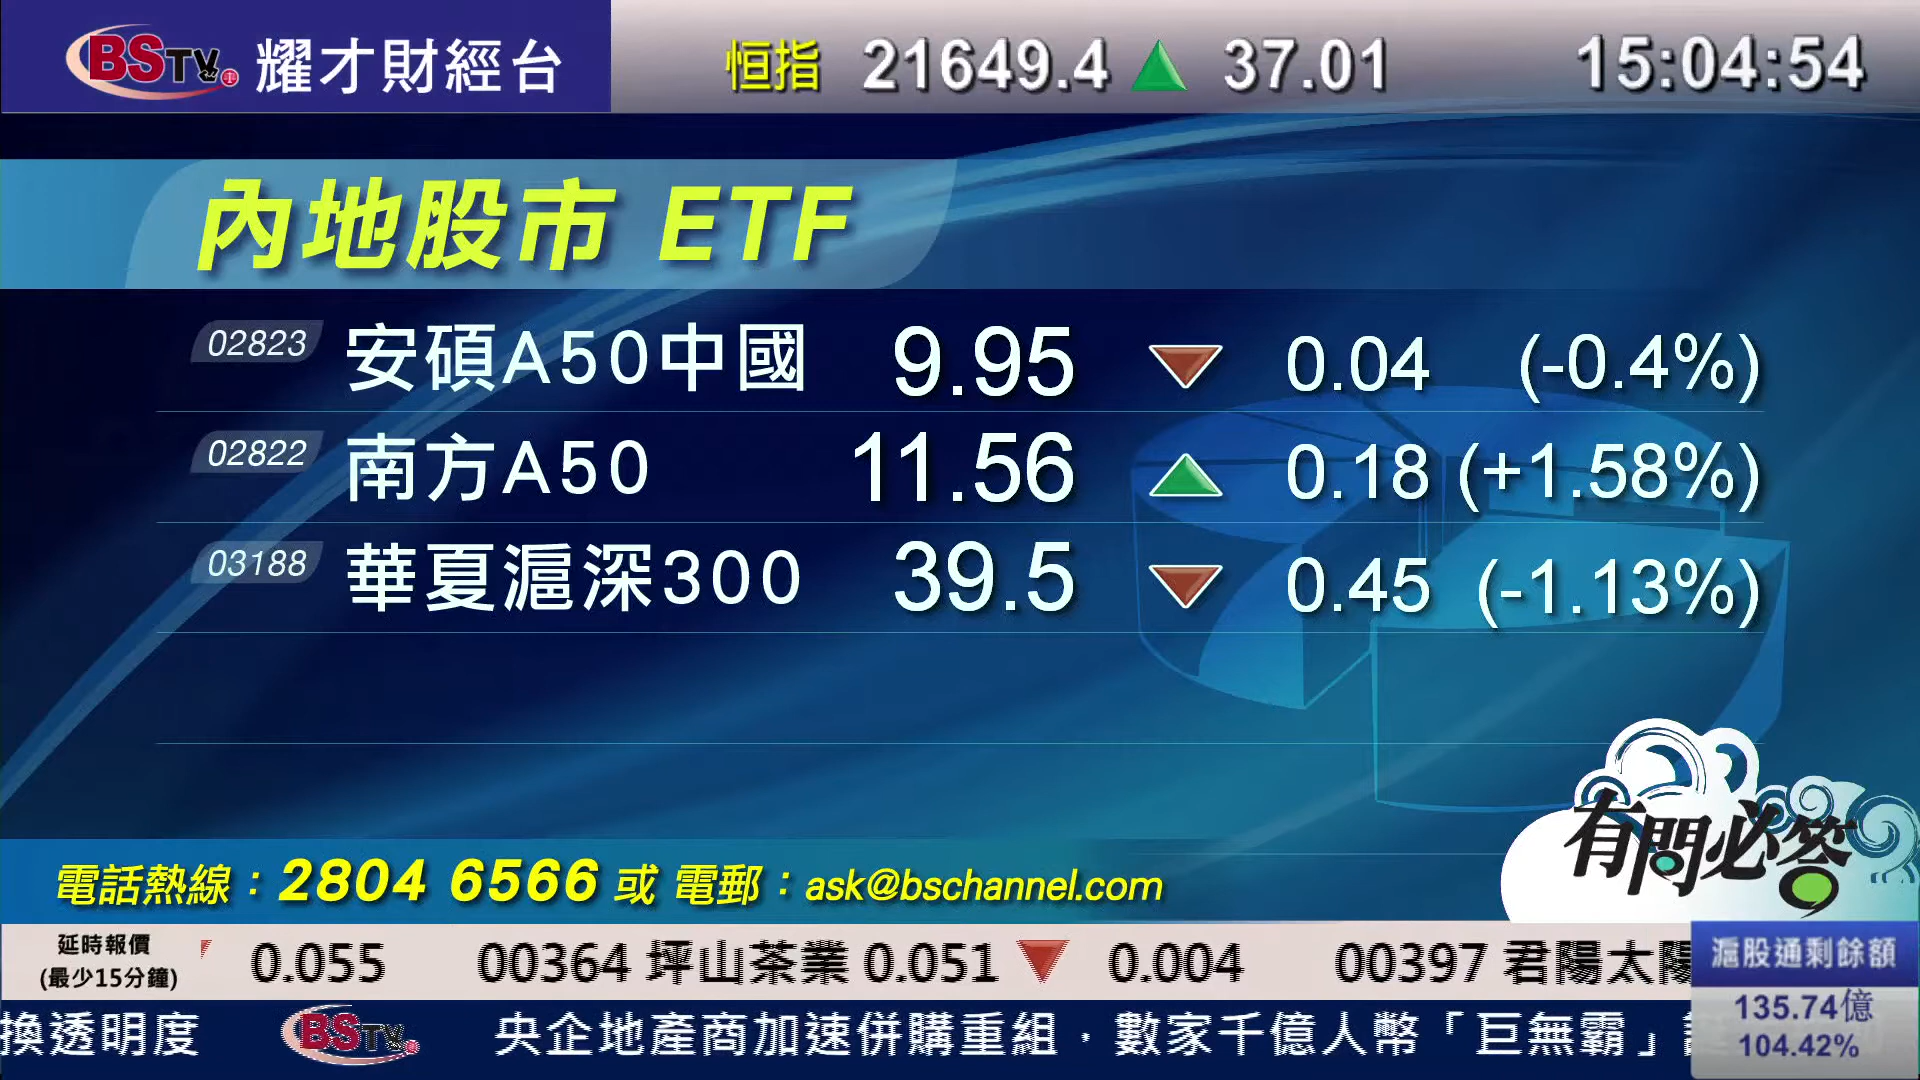 BSTV 耀才財經台
恒指 21649.4 ▲ 37.01
15:04:54
內地股市 ETF
02823 安碩A50中國 9.95 ▼ 0.04 (-0.4%)
02822 南方A50 11.56 ▲ 0.18 (+1.58%)
03188 華夏滬深300 39.5 ▼ 0.45 (-1.13%)
有問必答
電話熱線：2804 6566 或 電郵：ask@bschannel.com
延時報價
(最少15分鐘)
▼ 0.055 00364 坪山茶業 0.051 ▼ 0.004 00397 君陽太陽
滬股通剩餘額
135.74億
104.42%
換透明度 BSTV 央企地產商加速併購重組，數家千億人幣「巨無霸」